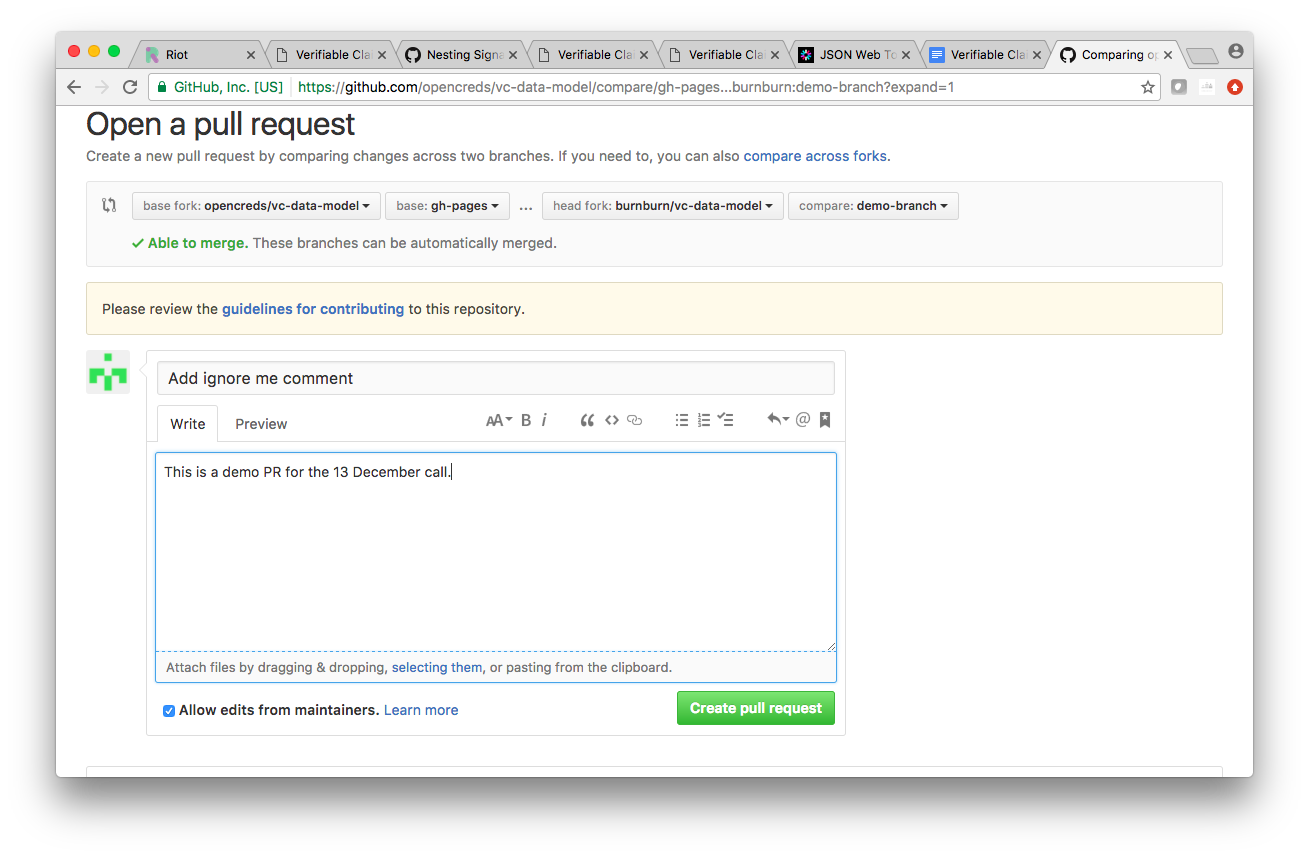 Riot
Verifiable Clai
Nesting Signa
Verifiable Clai
Verifiable Clai
JSON Web To
Verifiable Clai
Comparing op
GitHub, Inc. [US] https://github.com/opencreds/vc-data-model/compare/gh-pages...burnburn:demo-branch?expand=1
Open a pull request
Create a new pull request by comparing changes across two branches. If you need to, you can also compare across forks.
base fork: opencreds/vc-data-model base: gh-pages ... head fork: burnburn/vc-data-model compare: demo-branch
Able to merge. These branches can be automatically merged.
Please review the guidelines for contributing to this repository.
Add ignore me comment
Write Preview AA B i @
This is a demo PR for the 13 December call.
Attach files by dragging & dropping, selecting them, or pasting from the clipboard.
Allow edits from maintainers. Learn more Create pull request